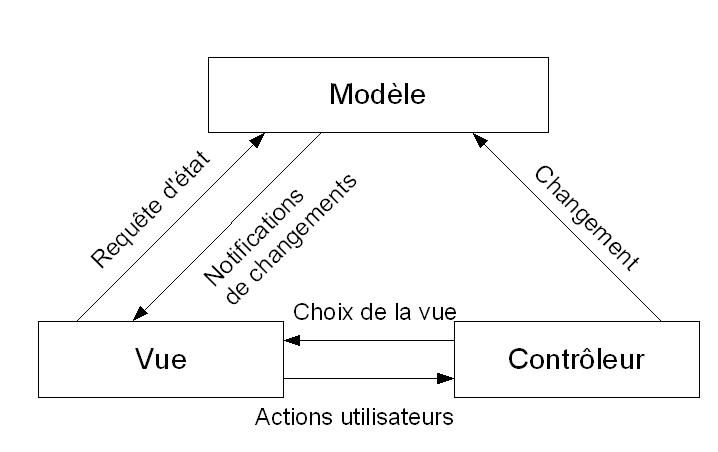 Modèle
Requête d'état
Notifications
de changements
Changement
Choix de la vue
Vue
Contrôleur
Actions utilisateurs